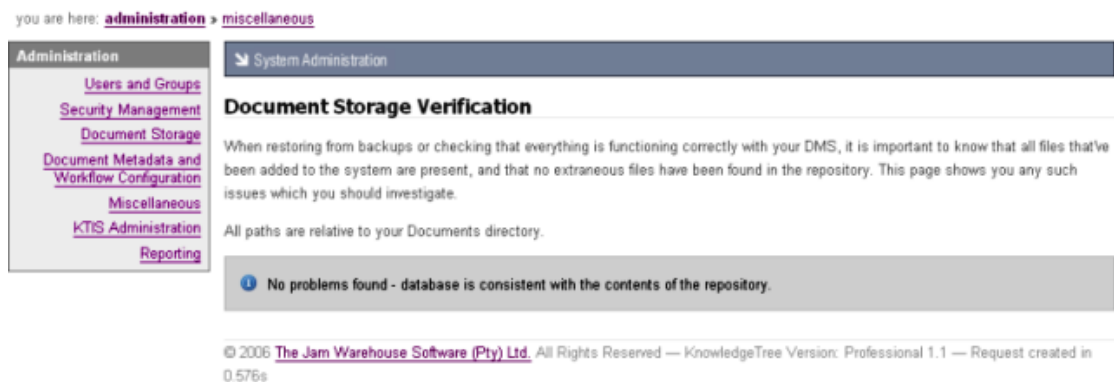 you are here: administration » miscellaneous
Administration
Users and Groups
Security Management
Document Storage
Document Metadata and
Workflow Configuration
Miscellaneous
KTIS Administration
Reporting
System Administration
Document Storage Verification
When restoring from backups or checking that everything is functioning correctly with your DMS, it is important to know that all files that've
been added to the system are present, and that no extraneous files have been found in the repository. This page shows you any such
issues which you should investigate.
All paths are relative to your Documents directory.
No problems found - database is consistent with the contents of the repository.
© 2006 The Jam Warehouse Software (Pty) Ltd. All Rights Reserved — KnowledgeTree Version: Professional 1.1 — Request created in
0.576s